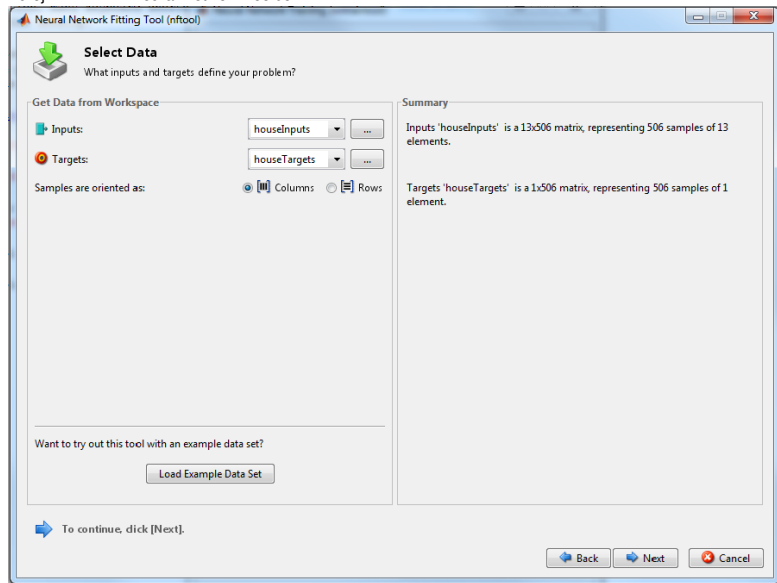 Neural Network Fitting Tool (nftool)
Select Data
What inputs and targets define your problem?
Get Data from Workspace
Inputs:
houseInputs
...
Targets:
houseTargets
...
Samples are oriented as:
Columns
Rows
Want to try out this tool with an example data set?
Load Example Data Set
Summary
Inputs 'houseInputs' is a 13x506 matrix, representing 506 samples of 13
elements.
Targets 'houseTargets' is a 1x506 matrix, representing 506 samples of 1
element.
To continue, click [Next].
Back
Next
Cancel